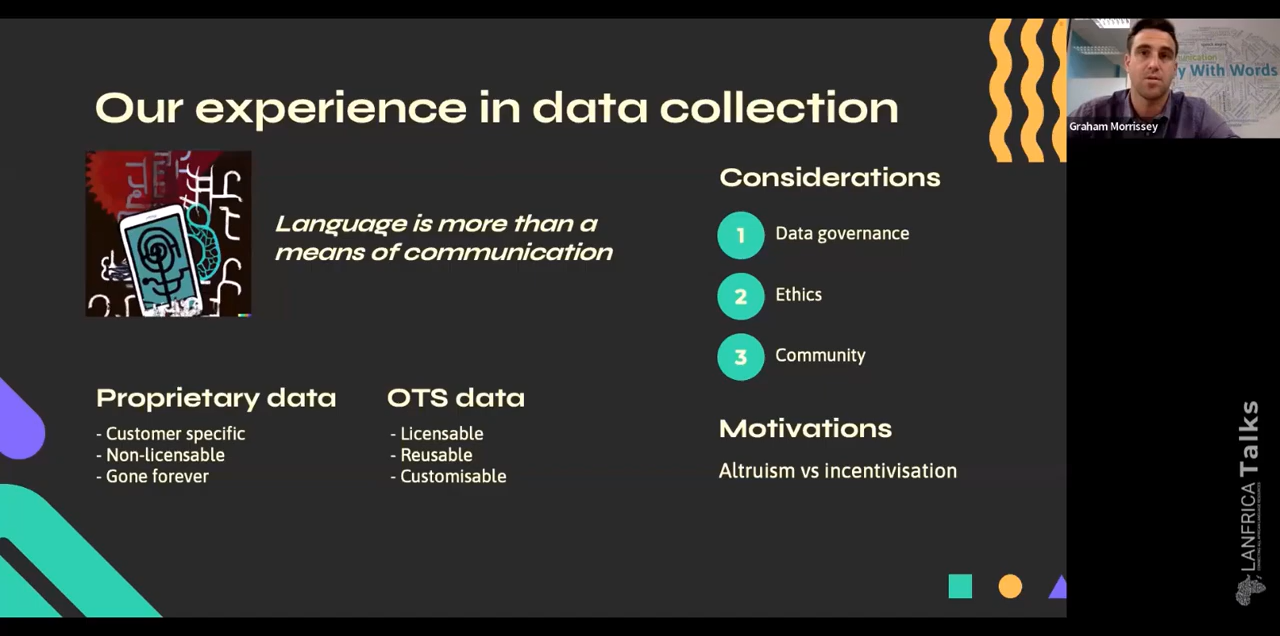 Our experience in data collection
Language is more than a
means of communication
Proprietary data
- Customer specific
- Non-licensable
- Gone forever
OTS data
- Licensable
- Reusable
- Customisable
Considerations
1 Data governance
2 Ethics
3 Community
Motivations
Altruism vs incentivisation
y With Words
Graham Morrissey
LANFRICA Talks